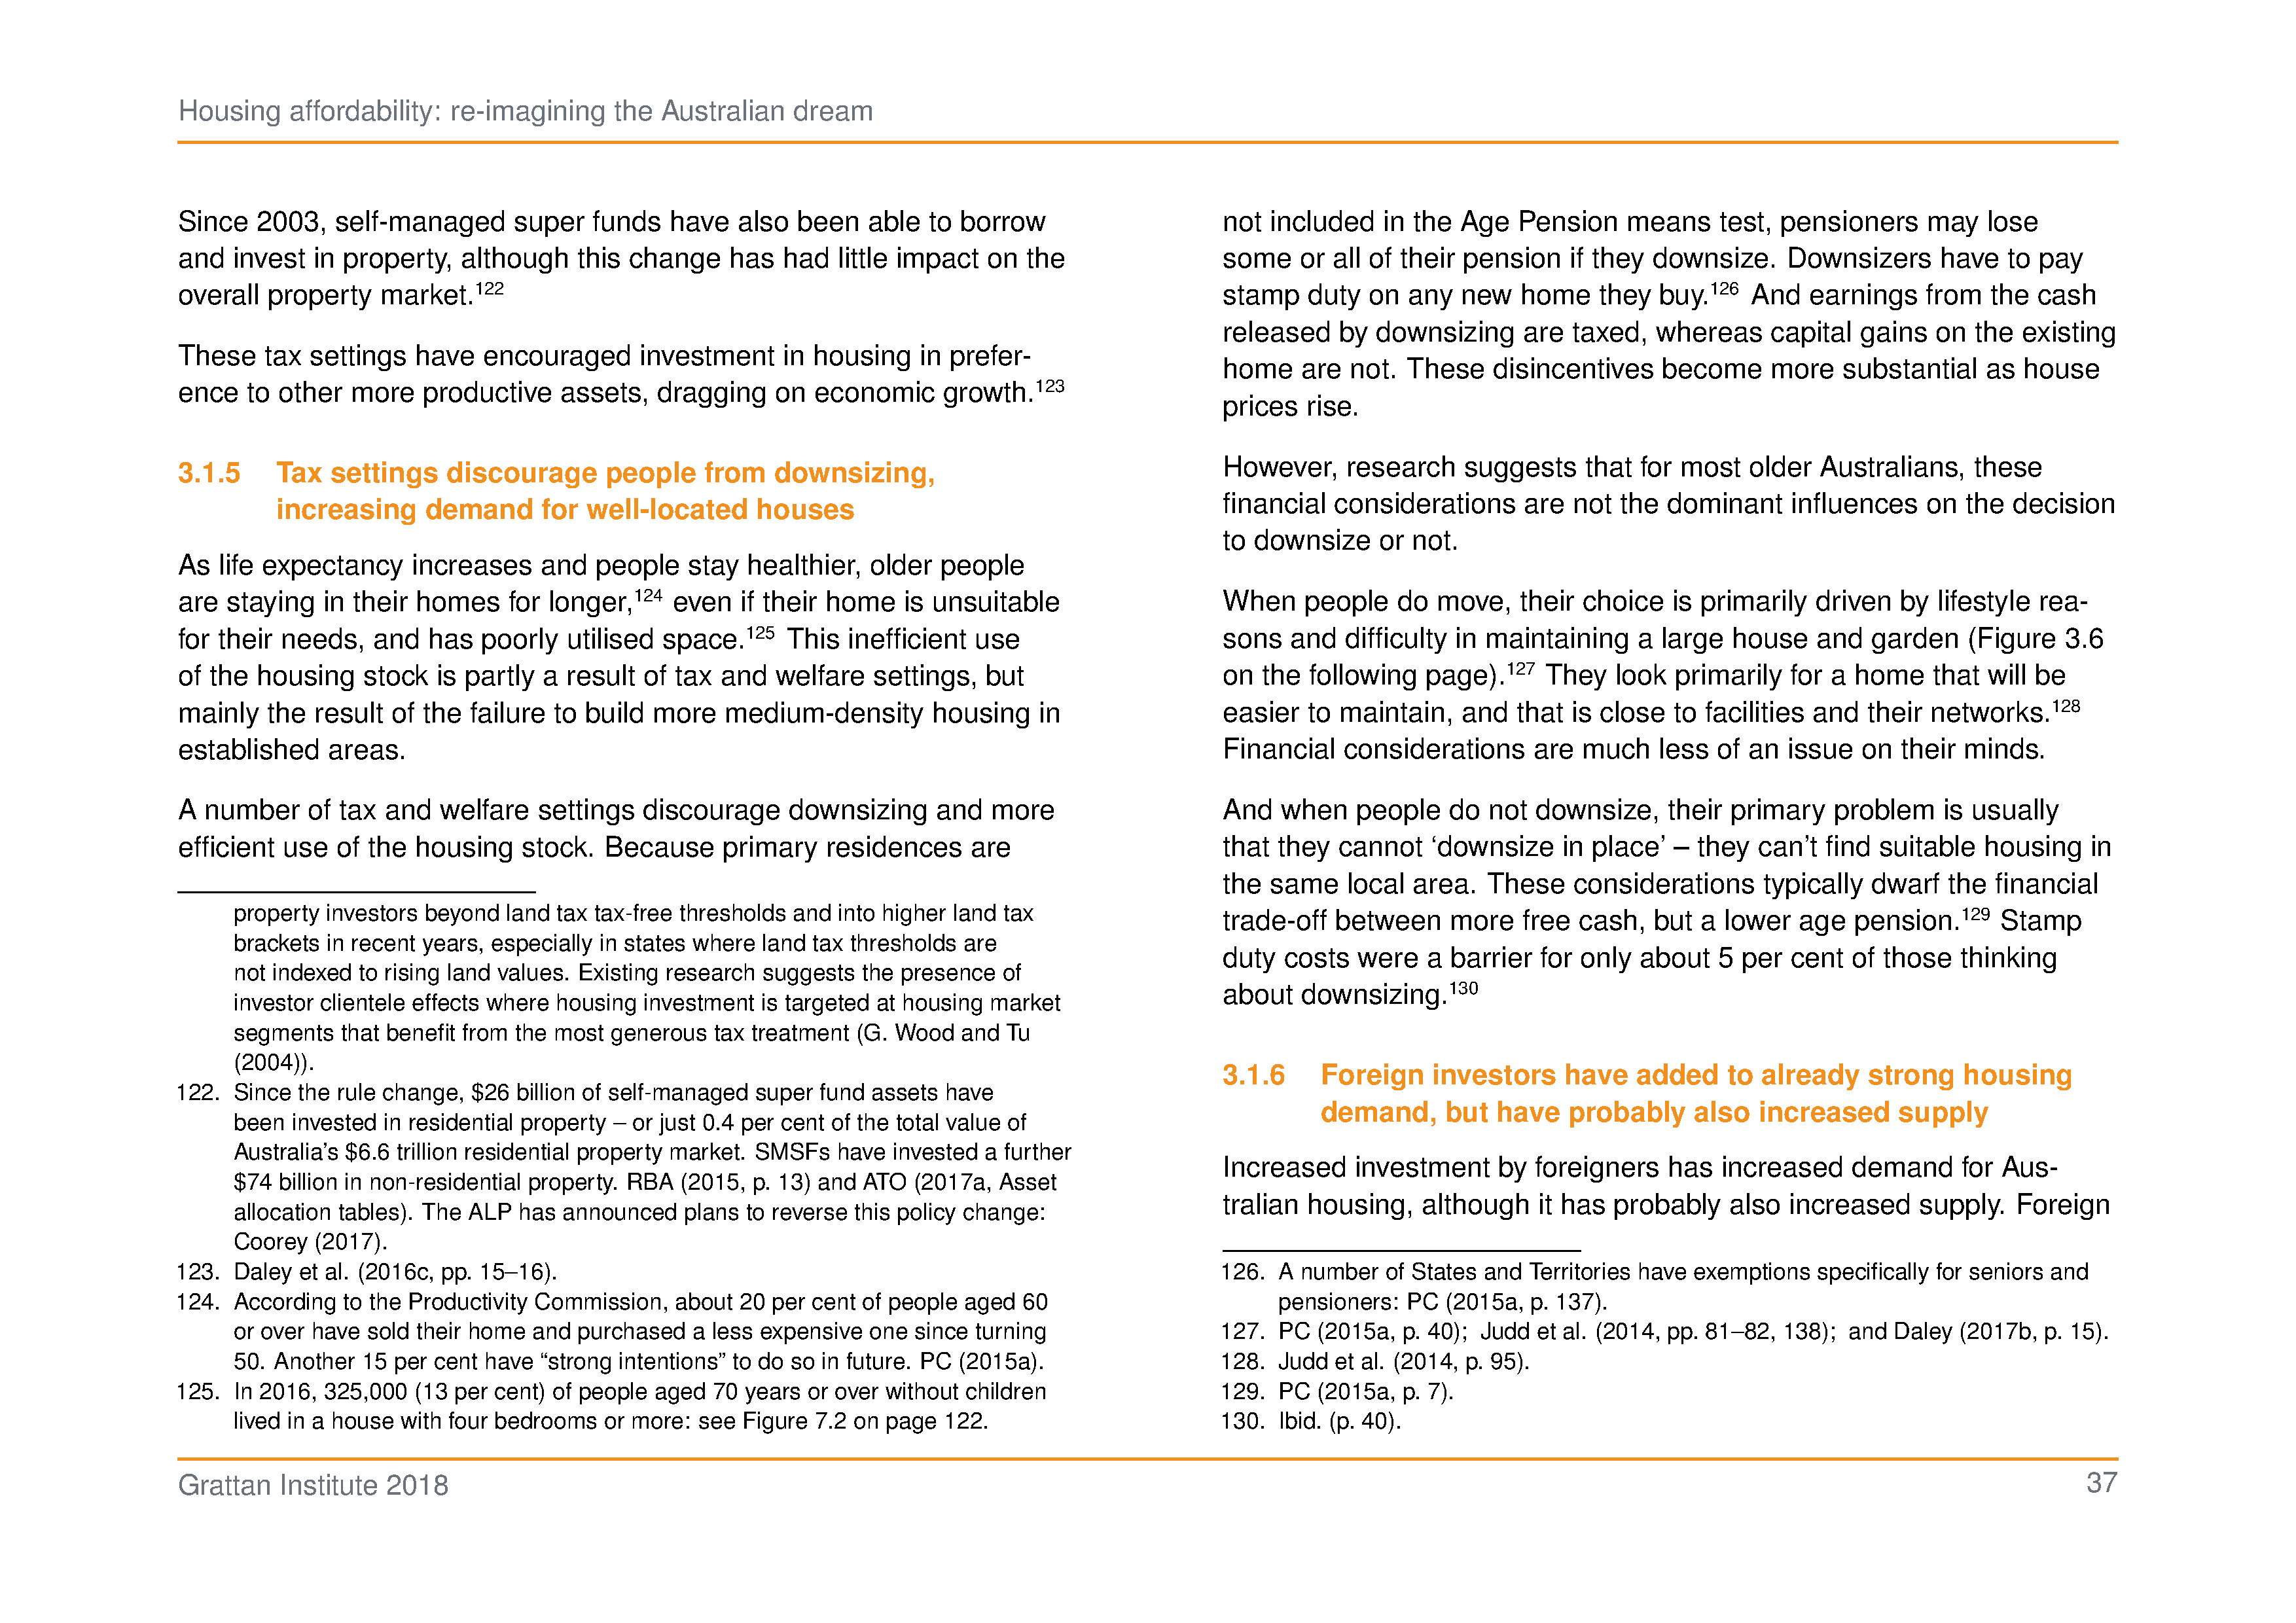 Housing affordability: re-imagining the Australian dream
Since 2003, self-managed super funds have also been able to borrow
and invest in property, although this change has had little impact on the
overall property market.122
These tax settings have encouraged investment in housing in prefer-
ence to other more productive assets, dragging on economic growth.123
3.1.5 Tax settings discourage people from downsizing,
increasing demand for well-located houses
As life expectancy increases and people stay healthier, older people
are staying in their homes for longer,124 even if their home is unsuitable
for their needs, and has poorly utilised space.125 This inefficient use
of the housing stock is partly a result of tax and welfare settings, but
mainly the result of the failure to build more medium-density housing in
established areas.
A number of tax and welfare settings discourage downsizing and more
efficient use of the housing stock. Because primary residences are
property investors beyond land tax tax-free thresholds and into higher land tax
brackets in recent years, especially in states where land tax thresholds are
not indexed to rising land values. Existing research suggests the presence of
investor clientele effects where housing investment is targeted at housing market
segments that benefit from the most generous tax treatment (G. Wood and Tu
(2004)).
122. Since the rule change, $26 billion of self-managed super fund assets have
been invested in residential property – or just 0.4 per cent of the total value of
Australia's $6.6 trillion residential property market. SMSFs have invested a further
$74 billion in non-residential property. RBA (2015, p. 13) and ATO (2017a, Asset
allocation tables). The ALP has announced plans to reverse this policy change:
Coorey (2017).
123. Daley et al. (2016c, pp. 15–16).
124. According to the Productivity Commission, about 20 per cent of people aged 60
or over have sold their home and purchased a less expensive one since turning
50. Another 15 per cent have “strong intentions” to do so in future. PC (2015a).
125. In 2016, 325,000 (13 per cent) of people aged 70 years or over without children
lived in a house with four bedrooms or more: see Figure 7.2 on page 122.
not included in the Age Pension means test, pensioners may lose
some or all of their pension if they downsize. Downsizers have to pay
stamp duty on any new home they buy.126 And earnings from the cash
released by downsizing are taxed, whereas capital gains on the existing
home are not. These disincentives become more substantial as house
prices rise.
However, research suggests that for most older Australians, these
financial considerations are not the dominant influences on the decision
to downsize or not.
When people do move, their choice is primarily driven by lifestyle rea-
sons and difficulty in maintaining a large house and garden (Figure 3.6
on the following page).127 They look primarily for a home that will be
easier to maintain, and that is close to facilities and their networks.128
Financial considerations are much less of an issue on their minds.
And when people do not downsize, their primary problem is usually
that they cannot ‘downsize in place’ – they can't find suitable housing in
the same local area. These considerations typically dwarf the financial
trade-off between more free cash, but a lower age pension.129 Stamp
duty costs were a barrier for only about 5 per cent of those thinking
about downsizing.130
3.1.6 Foreign investors have added to already strong housing
demand, but have probably also increased supply
Increased investment by foreigners has increased demand for Aus-
tralian housing, although it has probably also increased supply. Foreign
126. A number of States and Territories have exemptions specifically for seniors and
pensioners: PC (2015a, p. 137).
127. PC (2015a, p. 40); Judd et al. (2014, pp. 81–82, 138); and Daley (2017b, p. 15).
128. Judd et al. (2014, p. 95).
129. PC (2015a, p. 7).
130. Ibid. (p. 40).
Grattan Institute 2018
37